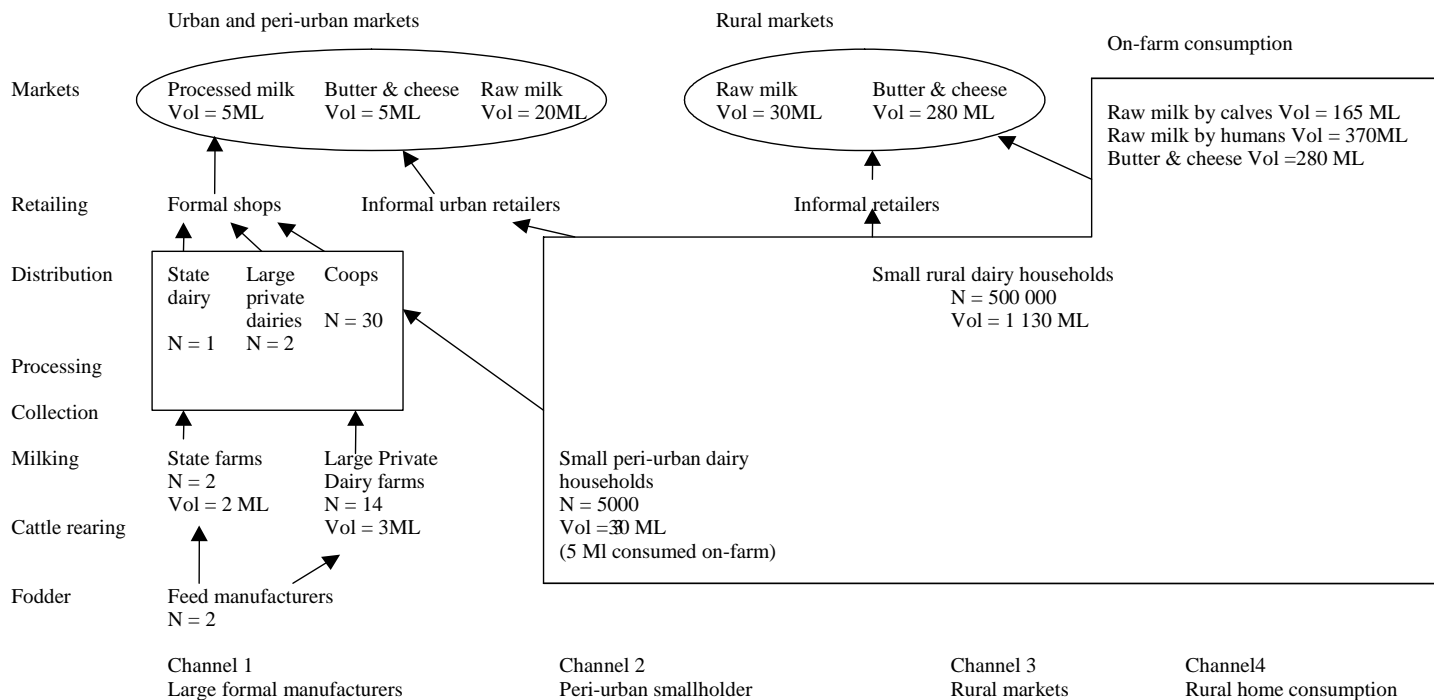 Urban and peri-urban markets
Rural markets
On-farm consumption
Markets
Processed milk
Vol = 5ML
Butter & cheese
Vol = 5ML
Raw milk
Vol = 20ML
Raw milk
Vol = 30ML
Butter & cheese
Vol = 280 ML
Raw milk by calves Vol = 165 ML
Raw milk by humans Vol = 370ML
Butter & cheese Vol =280 ML
Retailing
Formal shops
Informal urban retailers
Informal retailers
Distribution
State
dairy
N = 1
Large
private
dairies
N = 2
Coops
N = 30
Small rural dairy households
N = 500 000
Vol = 1 130 ML
Processing
Collection
Milking
State farms
N = 2
Vol = 2 ML
Large Private
Dairy farms
N = 14
Vol = 3ML
Small peri-urban dairy
households
N = 5000
Vol = ML
(5 Ml consumed on-farm)
Cattle rearing
Fodder
Feed manufacturers
N = 2
Channel 1
Large formal manufacturers
Channel 2
Peri-urban smallholder
Channel 3
Rural markets
Channel4
Rural home consumption